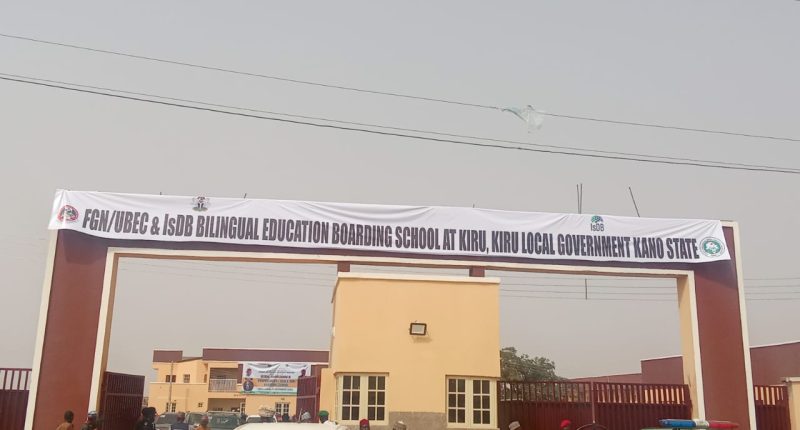 FGN/UBEC & IsDB BILINGUAL EDUCATION BOARDING SCHOOL AT KIRU, KIRU LOCAL GOVERNMENT KANO STATE
IsDB